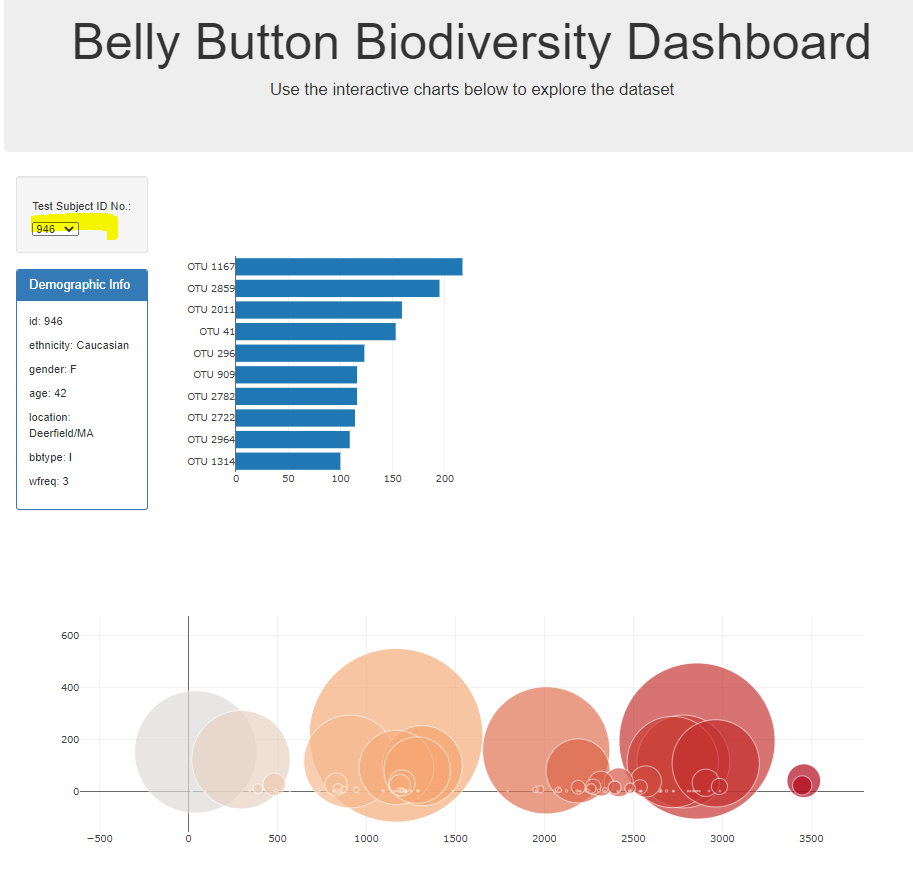 Belly Button Biodiversity Dashboard
Use the interactive charts below to explore the dataset
Test Subject ID No.:
946
Demographic Info
id: 946
ethnicity: Caucasian
gender: F
age: 42
location:
Deerfield/MA
bbtype: I
wfreq: 3
OTU 1167
OTU 2859
OTU 2011
OTU 41
OTU 296
OTU 909
OTU 2782
OTU 2722
OTU 2964
OTU 1314
0 50 100 150 200
600
400
200
0
−500 0 500 1000 1500 2000 2500 3000 3500